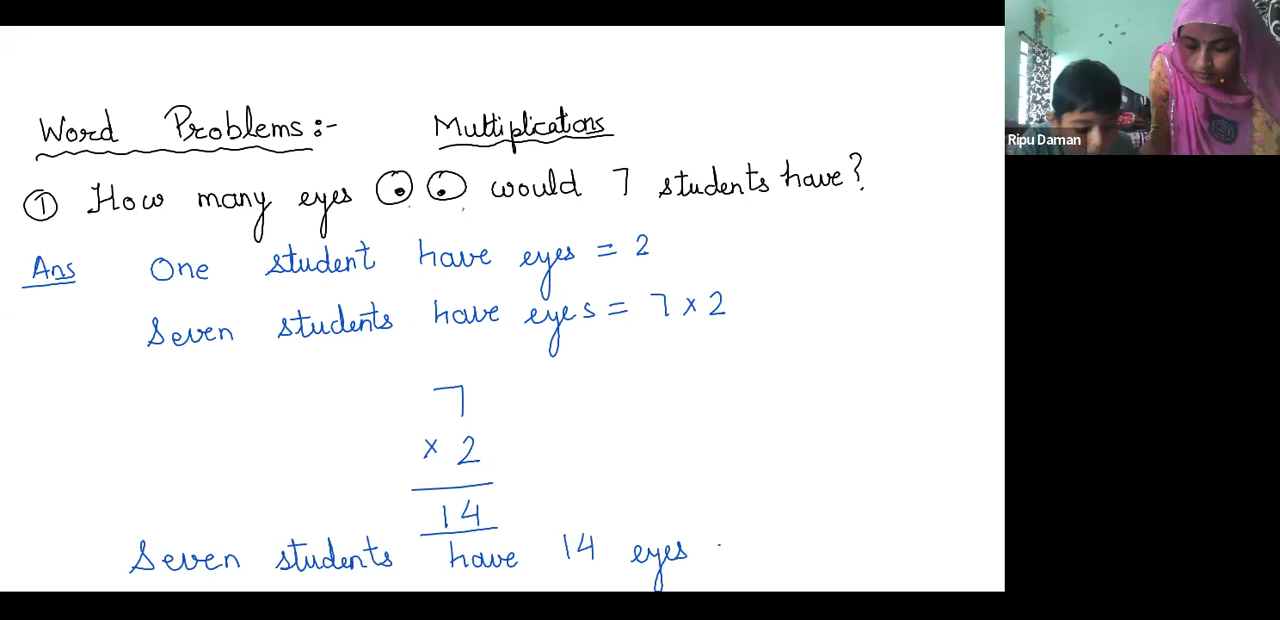 Word Problems:- Multiplications
① How many eyes would 7 students have?
Ans One student have eyes = 2
Seven students have eyes = 7 x 2
7
x 2
14
Seven students have 14 eyes .
Ripu Daman